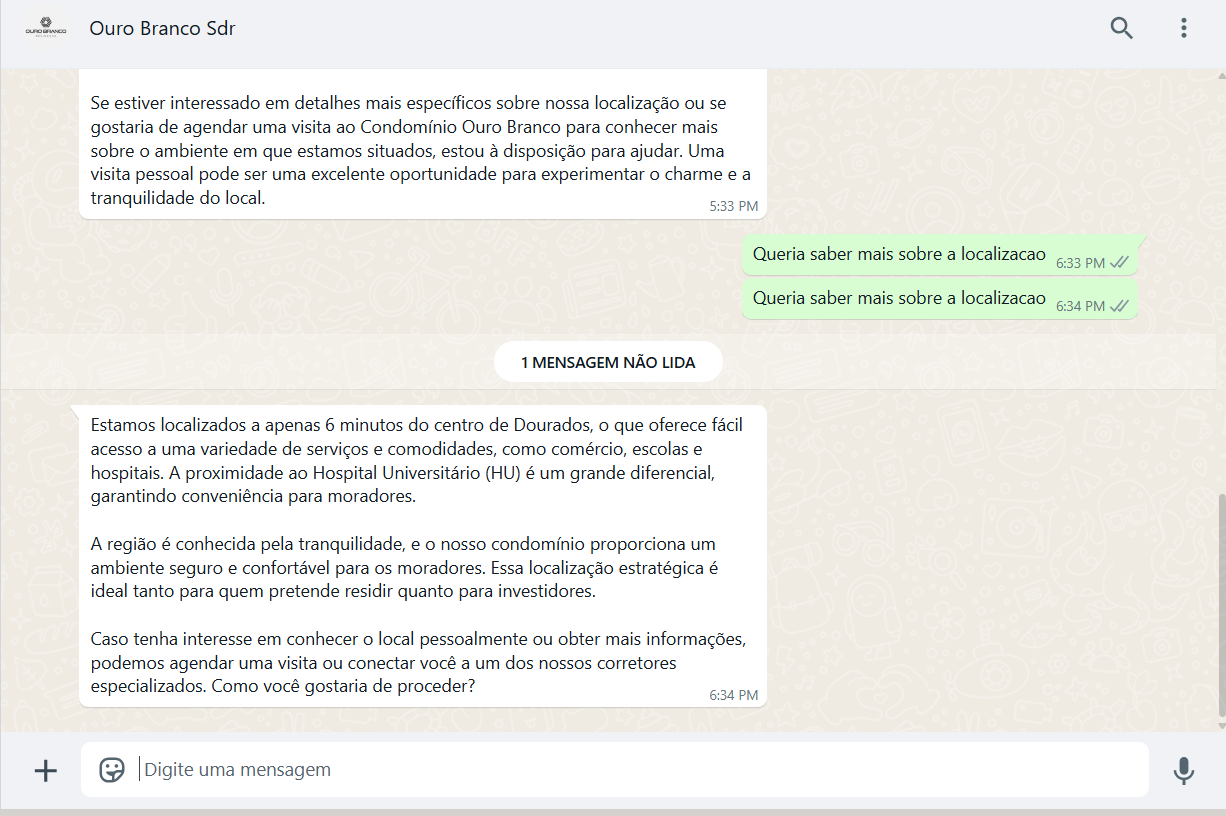 OURO BRANCO
Ouro Branco Sdr
Se estiver interessado em detalhes mais específicos sobre nossa localização ou se
gostaria de agendar uma visita ao Condomínio Ouro Branco para conhecer mais
sobre o ambiente em que estamos situados, estou à disposição para ajudar. Uma
visita pessoal pode ser uma excelente oportunidade para experimentar o charme e a
tranquilidade do local.
5:33 PM
Queria saber mais sobre a localizacao 6:33 PM
Queria saber mais sobre a localizacao 6:34 PM
1 MENSAGEM NÃO LIDA
Estamos localizados a apenas 6 minutos do centro de Dourados, o que oferece fácil
acesso a uma variedade de serviços e comodidades, como comércio, escolas e
hospitais. A proximidade ao Hospital Universitário (HU) é um grande diferencial,
garantindo conveniência para moradores.
A região é conhecida pela tranquilidade, e o nosso condomínio proporciona um
ambiente seguro e confortável para os moradores. Essa localização estratégica é
ideal tanto para quem pretende residir quanto para investidores.
Caso tenha interesse em conhecer o local pessoalmente ou obter mais informações,
podemos agendar uma visita ou conectar você a um dos nossos corretores
especializados. Como você gostaria de proceder?
6:34 PM
Digite uma mensagem